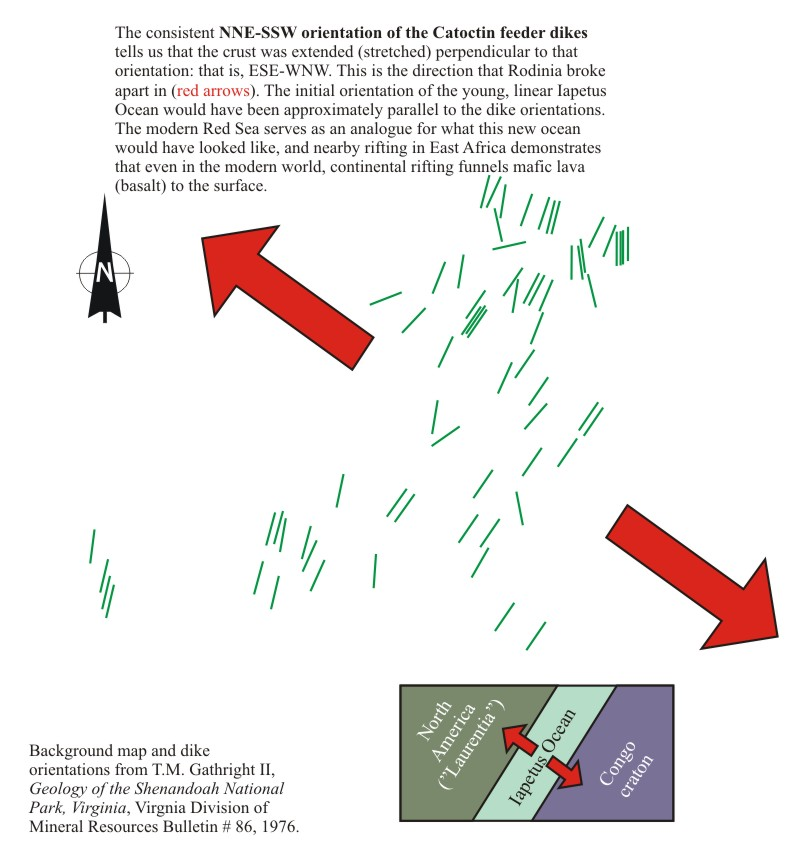 The consistent NNE-SSW orientation of the Catoctin feeder dikes
tells us that the crust was extended (stretched) perpendicular to that
orientation: that is, ESE-WNW. This is the direction that Rodinia broke
apart in (red arrows). The initial orientation of the young, linear Iapetus
Ocean would have been approximately parallel to the dike orientations.
The modern Red Sea serves as an analogue for what this new ocean
would have looked like, and nearby rifting in East Africa demonstrates
that even in the modern world, continental rifting funnels mafic lava
(basalt) to the surface.
N
North
America
("Laurentia")
Iapetus Ocean
Congo
craton
Background map and dike
orientations from T.M. Gathright II,
Geology of the Shenandoah National
Park, Virginia, Virgnia Division of
Mineral Resources Bulletin # 86, 1976.